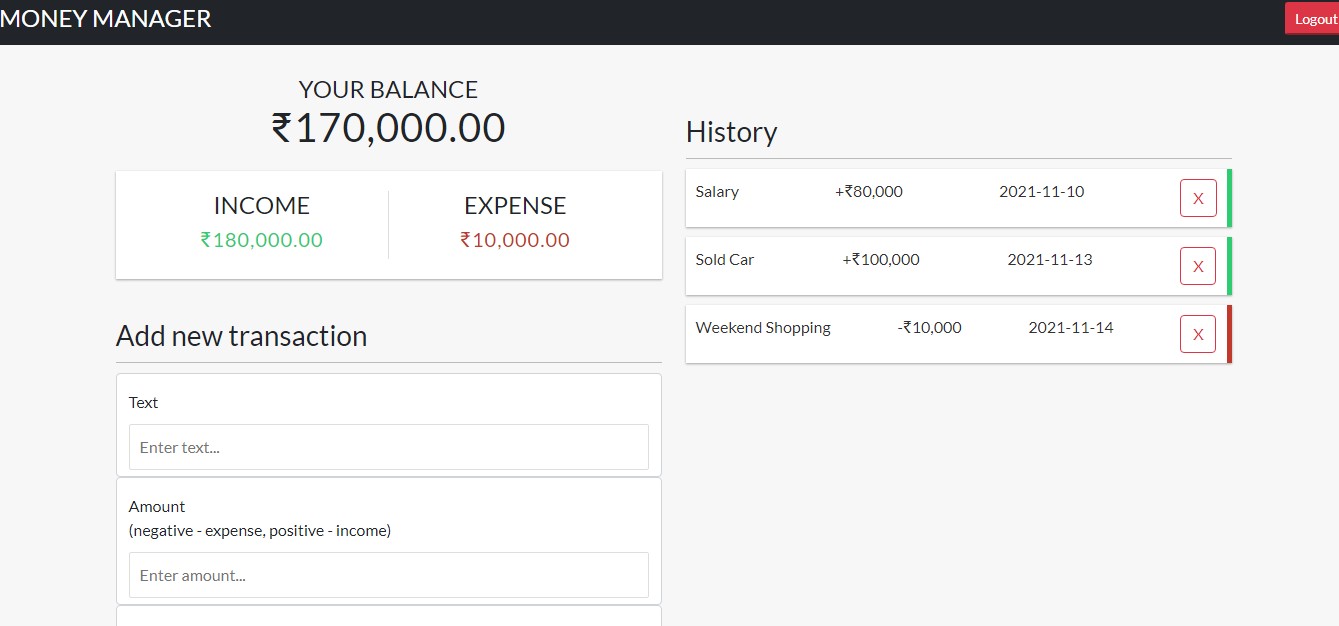 MONEY MANAGER
Logout
YOUR BALANCE
₹170,000.00
INCOME
₹180,000.00
EXPENSE
₹10,000.00
Add new transaction
Text
Enter text...
Amount
(negative - expense, positive - income)
Enter amount...
History
Salary +₹80,000 2021-11-10 X
Sold Car +₹100,000 2021-11-13 X
Weekend Shopping -₹10,000 2021-11-14 X